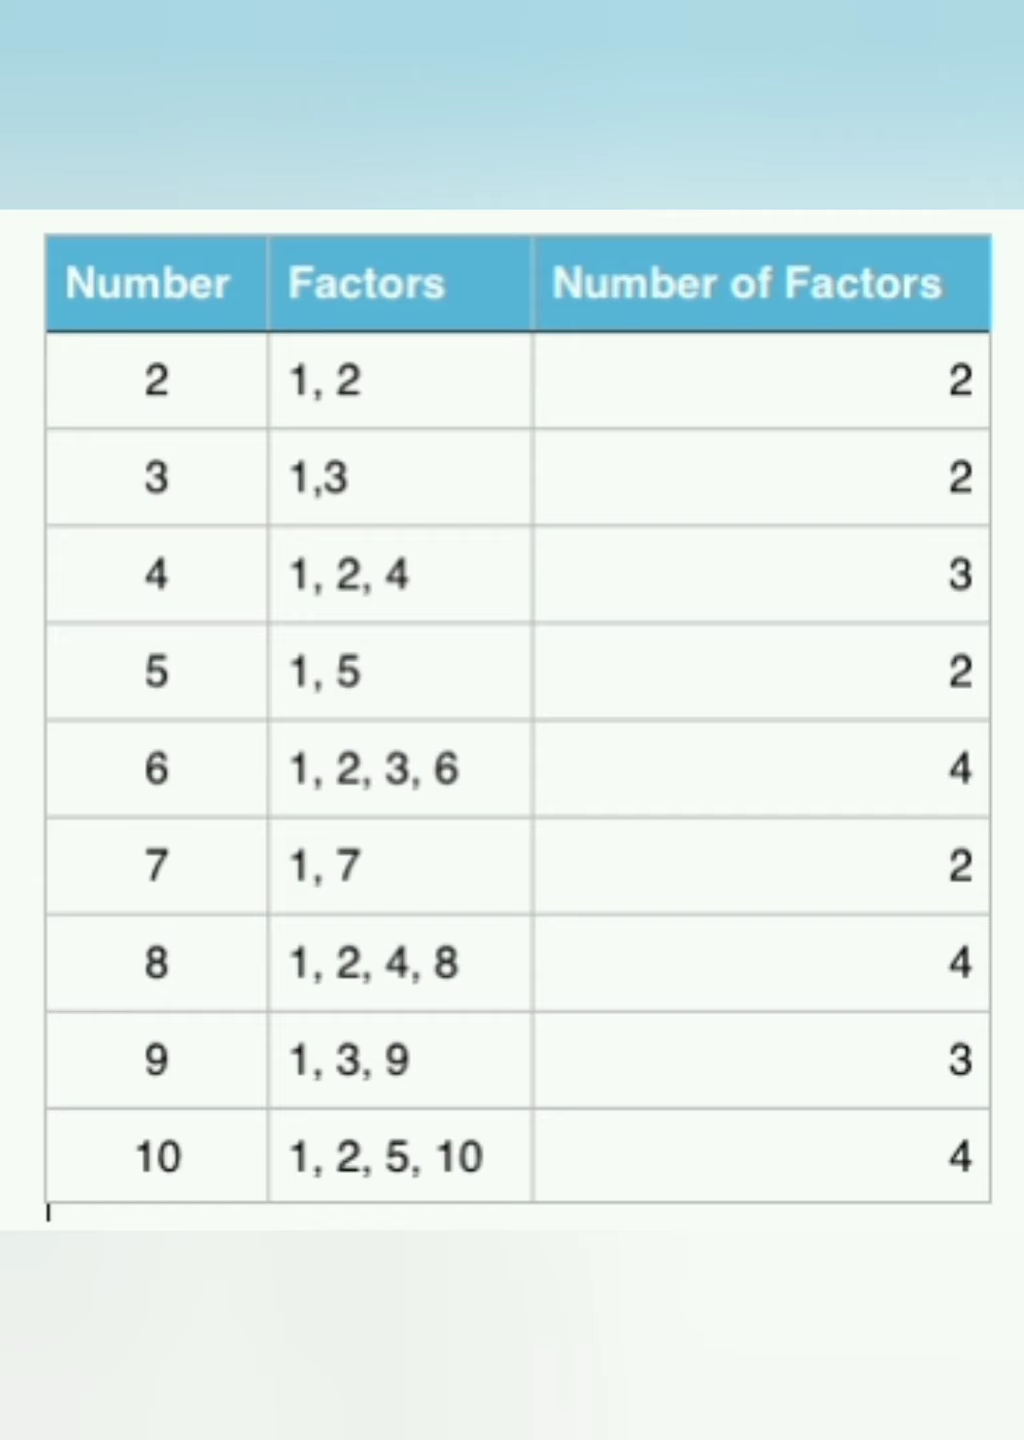 Number Factors Number of Factors
2 1, 2 2
3 1,3 2
4 1, 2, 4 3
5 1, 5 2
6 1, 2, 3, 6 4
7 1, 7 2
8 1, 2, 4, 8 4
9 1, 3, 9 3
10 1, 2, 5, 10 4